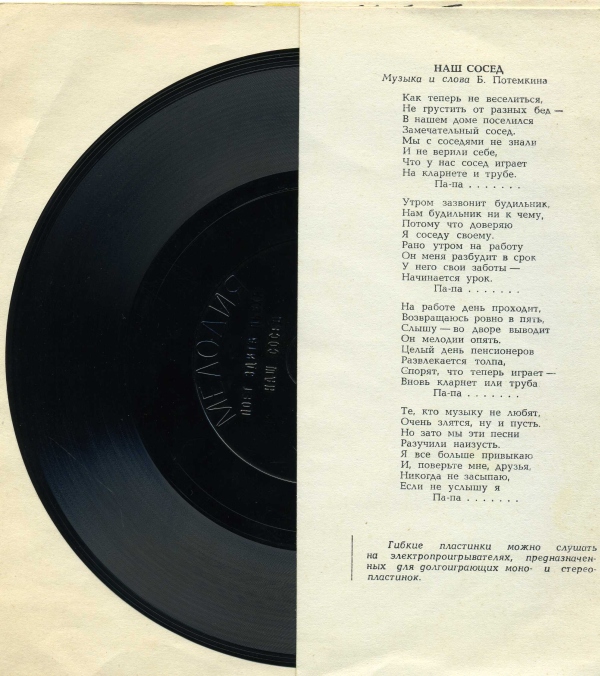 МЕЛОДИЯ
ПОЕТ ЭДИТА
НАШ СОСЕД
НАШ СОСЕД
Музыка и слова Б. Потемкина
Как теперь не веселиться,
Не грустить от разных бед —
В нашем доме поселился
Замечательный сосед.
Мы с соседями не знали
И не верили себе,
Что у нас сосед играет
На кларнете и трубе.
Па-па . . . . . . .
Утром зазвонит будильник,
Нам будильник ни к чему,
Потому что доверяю
Я соседу своему.
Рано утром на работу
Он меня разбудит в срок
У него свои заботы —
Начинается урок.
Па-па . . . . . . .
На работе день проходит,
Возвращаюсь ровно в пять,
Слышу — во дворе выводит
Он мелодии опять.
Целый день пенсионеров
Развлекается толпа,
Спорят, что теперь играет —
Вновь кларнет или труба
Па-па . . . . . . .
Те, кто музыку не любят,
Очень злятся, ну и пусть.
Но зато мы эти песни
Разучили наизусть.
Я все больше привыкаю
И, поверьте мне, друзья,
Никогда не засыпаю,
Если не услышу я
Па-па . . . . . . .
Гибкие пластинки можно слушать
на электропроигрывателях, предназначен-
ных для долгоиграющих моно- и стерео-
пластинок.